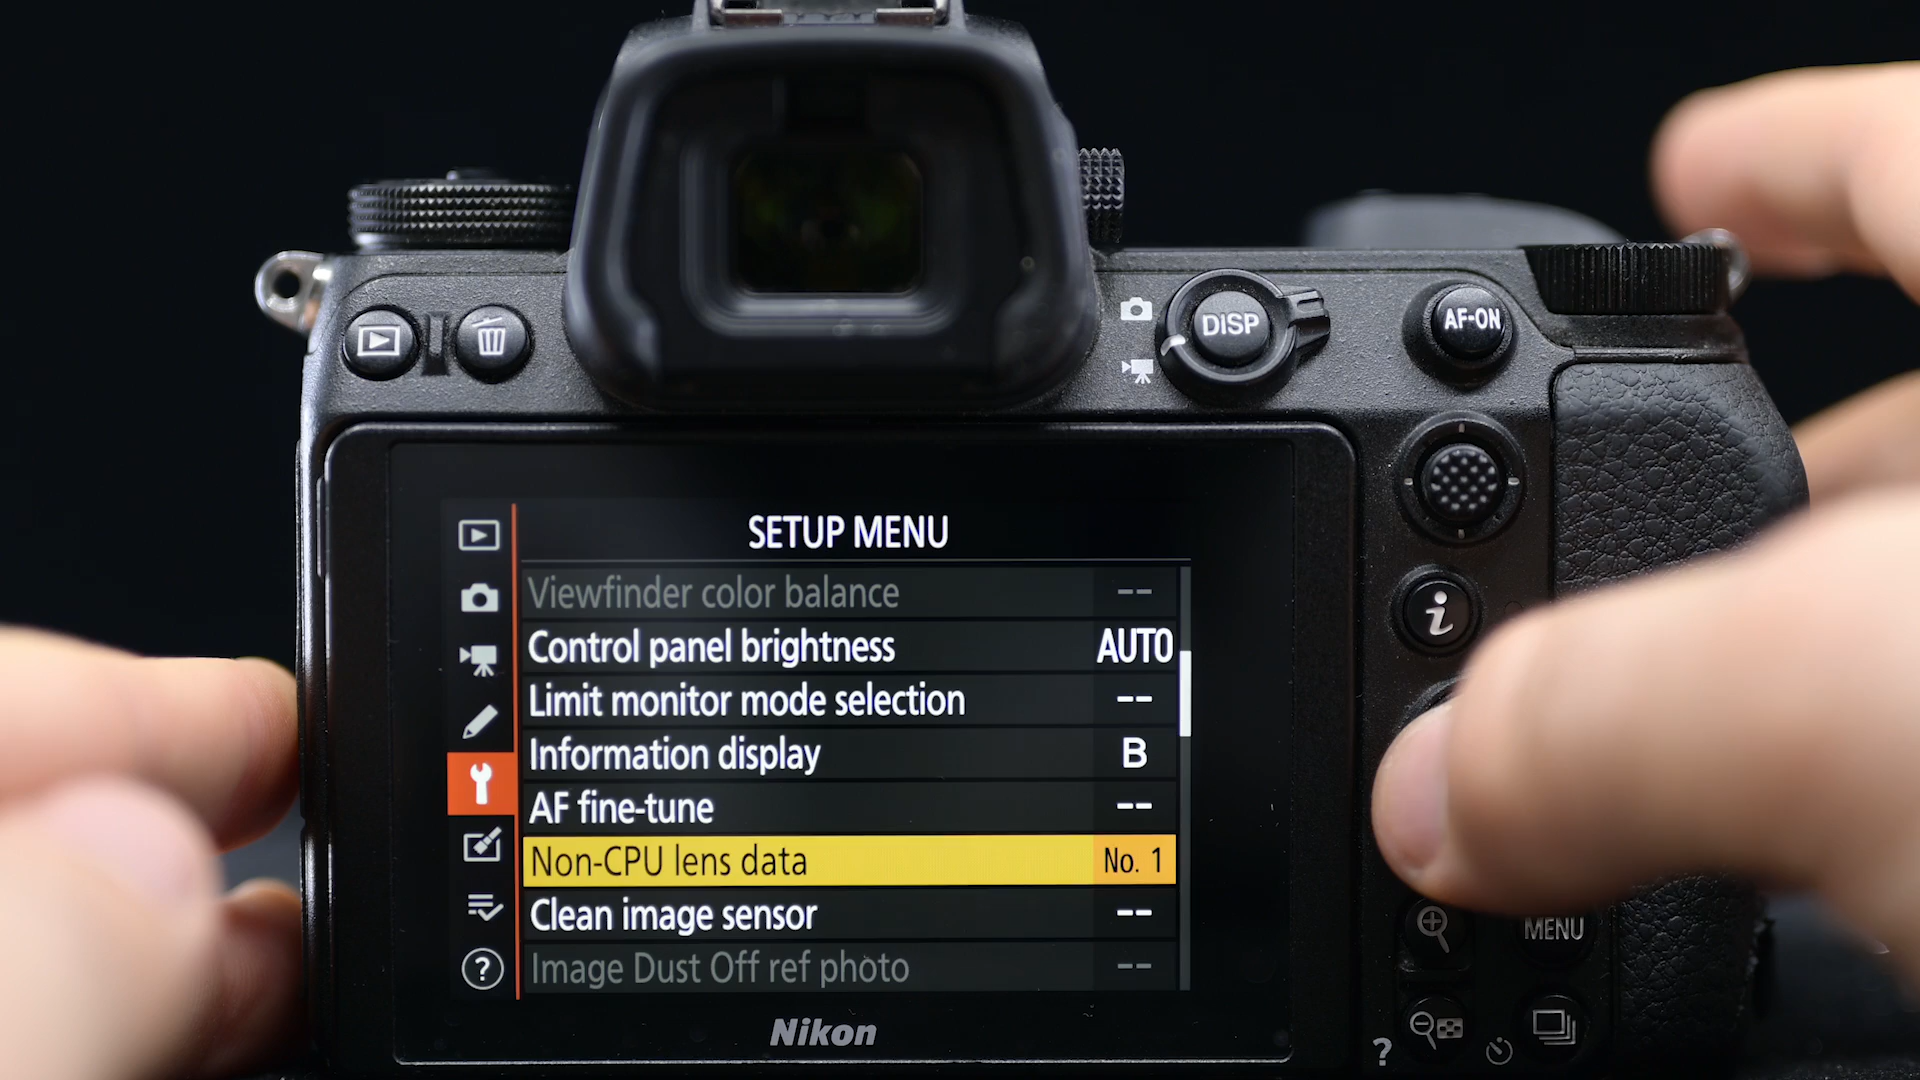 DISP
AF-ON
SETUP MENU
Viewfinder color balance --
Control panel brightness AUTO
Limit monitor mode selection --
Information display B
AF fine-tune --
Non-CPU lens data No. 1
Clean image sensor --
Image Dust Off ref photo --
i
?
MENU
Nikon
?